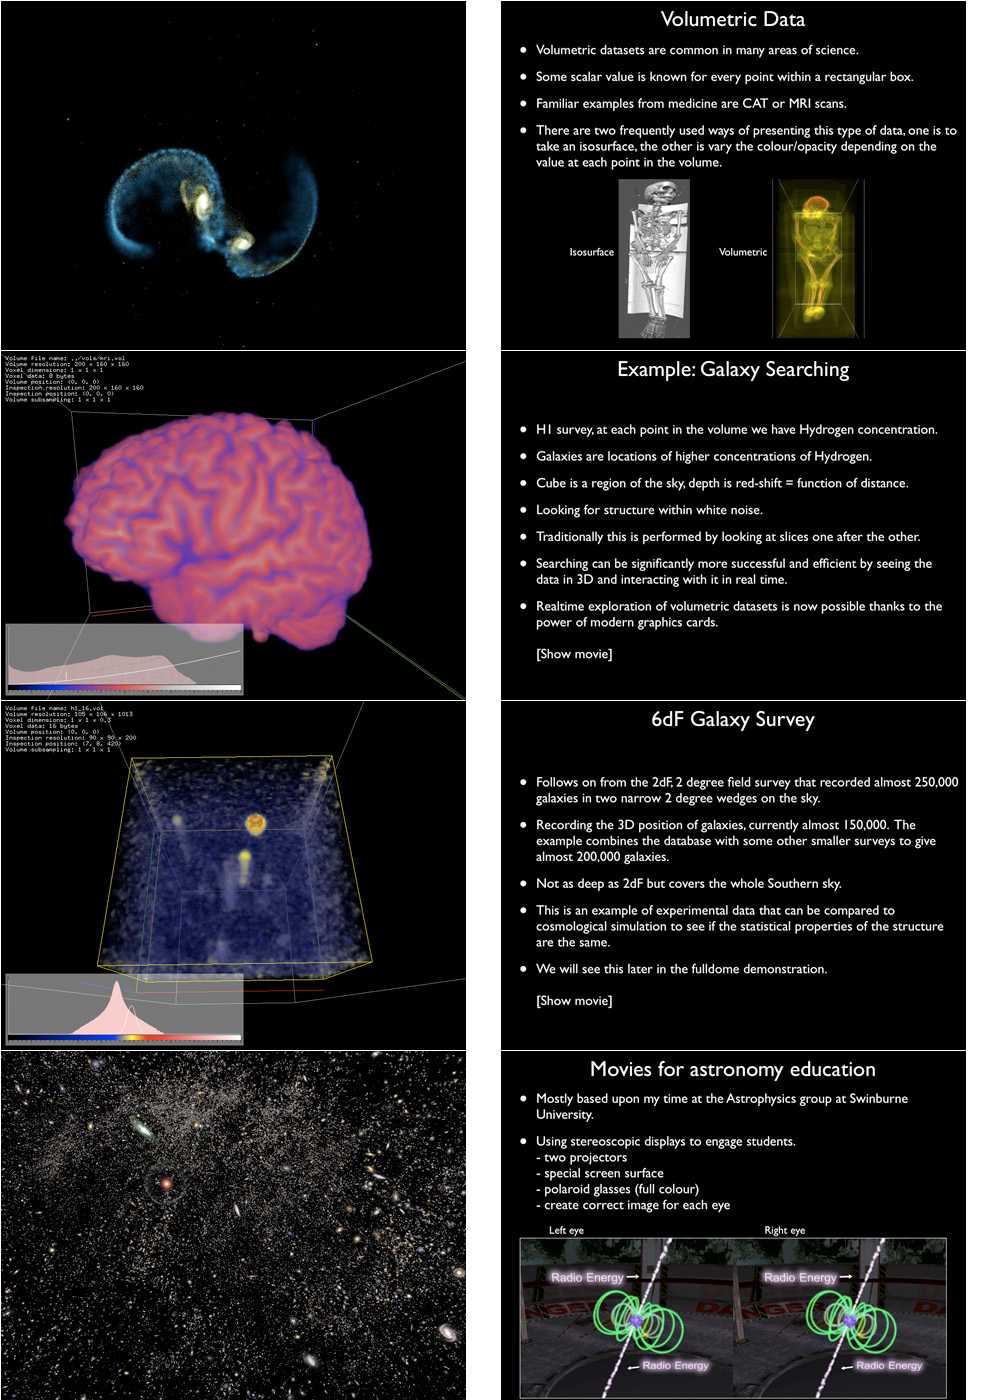 Volumetric Data
Volumetric datasets are common in many areas of science.
Some scalar value is known for every point within a rectangular box.
Familiar examples from medicine are CAT or MRI scans.
There are two frequently used ways of presenting this type of data, one is to
take an isosurface, the other is vary the colour/opacity depending on the
value at each point in the volume.
Isosurface
Volumetric
Volume file name: ../vols/mri.vol
Volume resolution: 200 x 160 x 160
Voxel dimensions: 1 x 1 x 1
Voxel data: 8 bytes
Volume position: (0, 0, 0)
Inspection resolution: 200 x 160 x 160
Inspection position: (0, 0, 0)
Volume subsampling: 1 x 1 x 1
Example: Galaxy Searching
H1 survey, at each point in the volume we have Hydrogen concentration.
Galaxies are locations of higher concentrations of Hydrogen.
Cube is a region of the sky, depth is red-shift = function of distance.
Looking for structure within white noise.
Traditionally this is performed by looking at slices one after the other.
Searching can be significantly more successful and efficient by seeing the
data in 3D and interacting with it in real time.
Realtime exploration of volumetric datasets is now possible thanks to the
power of modern graphics cards.
[Show movie]
Volume file name: h1_16.vol
Volume resolution: 105 x 106 x 1013
Voxel dimensions: 1 x 1 x 0.3
Voxel data: 16 bytes
Volume position: (0, 0, 0)
Inspection resolution: 90 x 90 x 200
Inspection position: (7, 8, 420)
Volume subsampling: 1 x 1 x 1
6dF Galaxy Survey
Follows on from the 2dF, 2 degree field survey that recorded almost 250,000
galaxies in two narrow 2 degree wedges on the sky.
Recording the 3D position of galaxies, currently almost 150,000. The
example combines the database with some other smaller surveys to give
almost 200,000 galaxies.
Not as deep as 2dF but covers the whole Southern sky.
This is an example of experimental data that can be compared to
cosmological simulation to see if the statistical properties of the structure
are the same.
We will see this later in the fulldome demonstration.
[Show movie]
Movies for astronomy education
Mostly based upon my time at the Astrophysics group at Swinburne
University.
Using stereoscopic displays to engage students.
- two projectors
- special screen surface
- polaroid glasses (full colour)
- create correct image for each eye
Left eye
Right eye
Radio Energy
Radio Energy
Radio Energy
Radio Energy